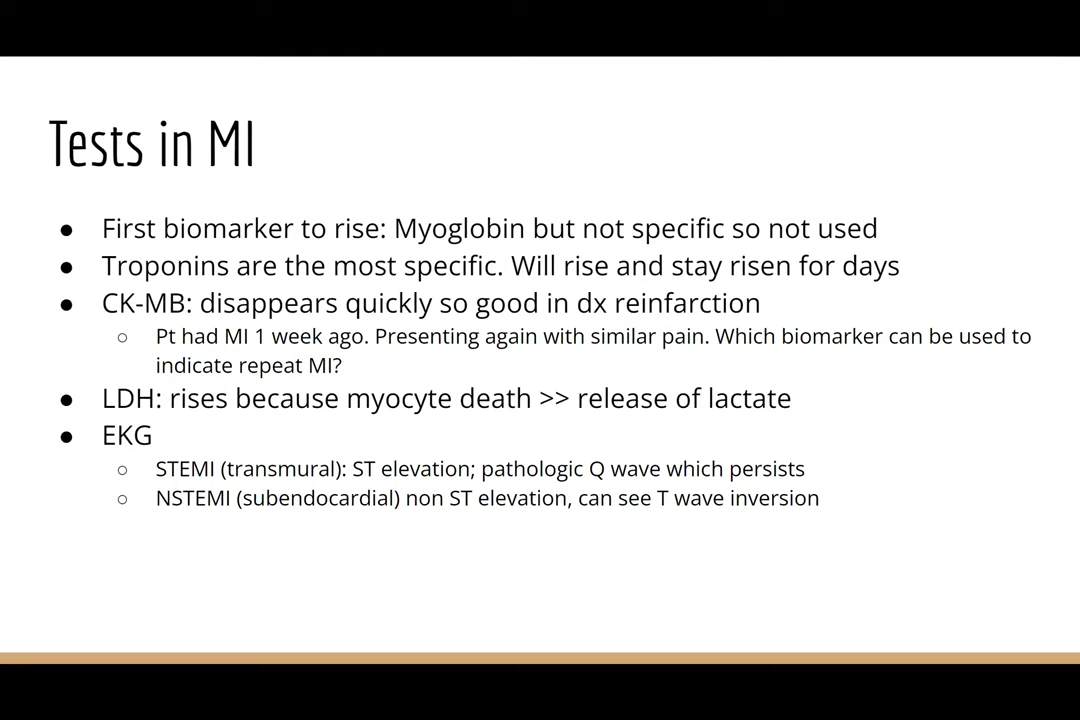 Tests in MI
● First biomarker to rise: Myoglobin but not specific so not used
● Troponins are the most specific. Will rise and stay risen for days
● CK-MB: disappears quickly so good in dx reinfarction
○ Pt had MI 1 week ago. Presenting again with similar pain. Which biomarker can be used to
indicate repeat MI?
● LDH: rises because myocyte death >> release of lactate
● EKG
○ STEMI (transmural): ST elevation; pathologic Q wave which persists
○ NSTEMI (subendocardial) non ST elevation, can see T wave inversion